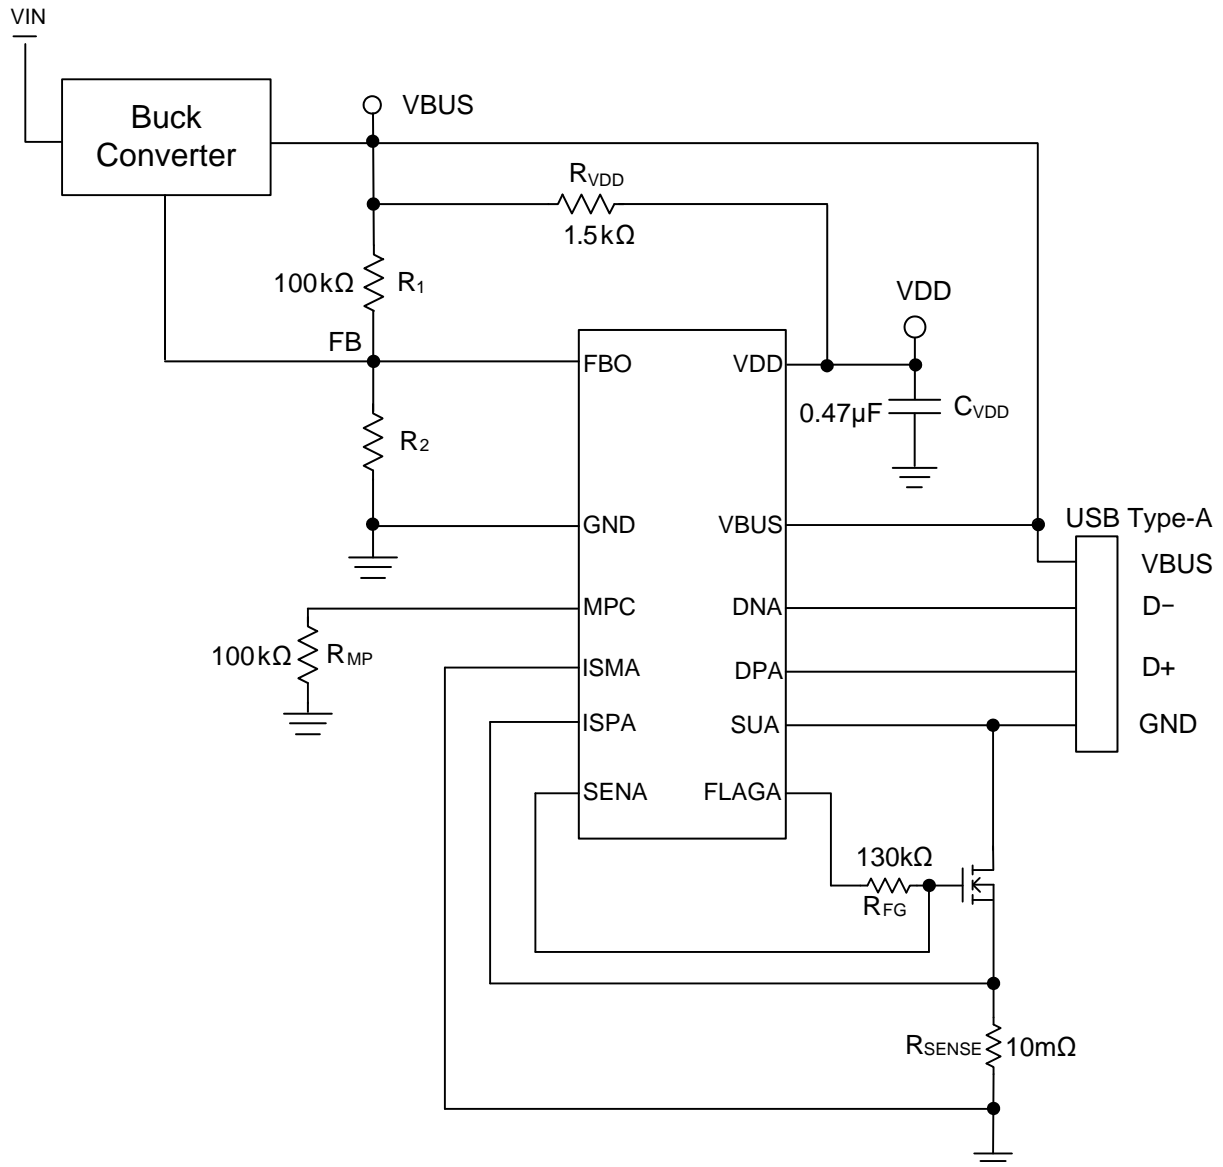 VIN
Buck
Converter
VBUS
RVDD
1.5kΩ
100kΩ
R1
FB
VDD
FBO
VDD
0.47µF
CVDD
R2
GND
VBUS
USB Type-A
VBUS
MPC
DNA
D−
100kΩ
RMP
ISMA
DPA
D+
ISPA
SUA
GND
SENA
FLAGA
130kΩ
RFG
RSENSE
10mΩ